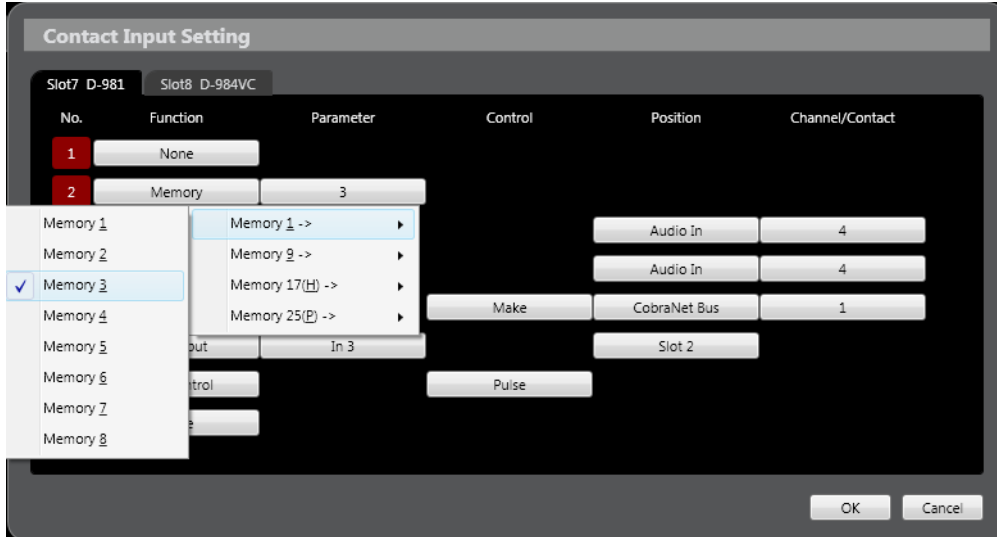 Contact Input Setting
Slot7 D-981 Slot8 D-984VC
No. Function Parameter Control Position Channel/Contact
1 None
2 Memory 3
Memory 1 Memory 1 -> Audio In 4
Memory 2 Memory 9 -> Audio In 4
Memory 3 Memory 17(H) -> Make CobraNet Bus 1
Memory 4 Memory 25(P) ->
Memory 5 In 3 Slot 2
Memory 6 Pulse
Memory 7
Memory 8
OK Cancel